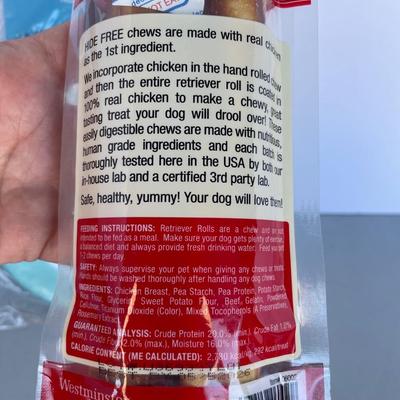 HIDE FREE chews are made with real chicken
as the 1st ingredient.
We incorporate chicken in the hand rolled chew
and then the entire retriever roll is coated in
100% real chicken to make a chewy, great
tasting treat your dog will drool over! These
easily digestible chews are made with nutritious,
human grade ingredients and each batch is
thoroughly tested here in the USA by both our
in-house lab and a certified 3rd party lab.
Safe, healthy, yummy! Your dog will love them!
FEEDING INSTRUCTIONS: Retriever Rolls are a chew and are not
intended to be fed as a meal. Make sure your dog gets plenty of exercise,
a balanced diet and always provide fresh drinking water. Feed your pet
1-2 chews per day.
SAFETY: Always supervise your pet when giving any chews or treats.
Hands should be washed thoroughly after handling any dog chews.
INGREDIENTS: Chicken Breast, Pea Starch, Pea Protein, Potato Starch,
Rice Flour, Glycerin, Sweet Potato Flour, Beef Gelatin, Powdered
Cellulose, Titanium Dioxide (Color), Mixed Tocopherols (A Preservative),
Rosemary Extract.
GUARANTEED ANALYSIS: Crude Protein 29.0% (min.), Crude Fat 1.0%
(min.), Crude Fiber 2.0% (max.), Moisture 16.0% (max.)
CALORIE CONTENT (ME CALCULATED): 2,780 kcal/kg, 292 kcal/treat
Westminster